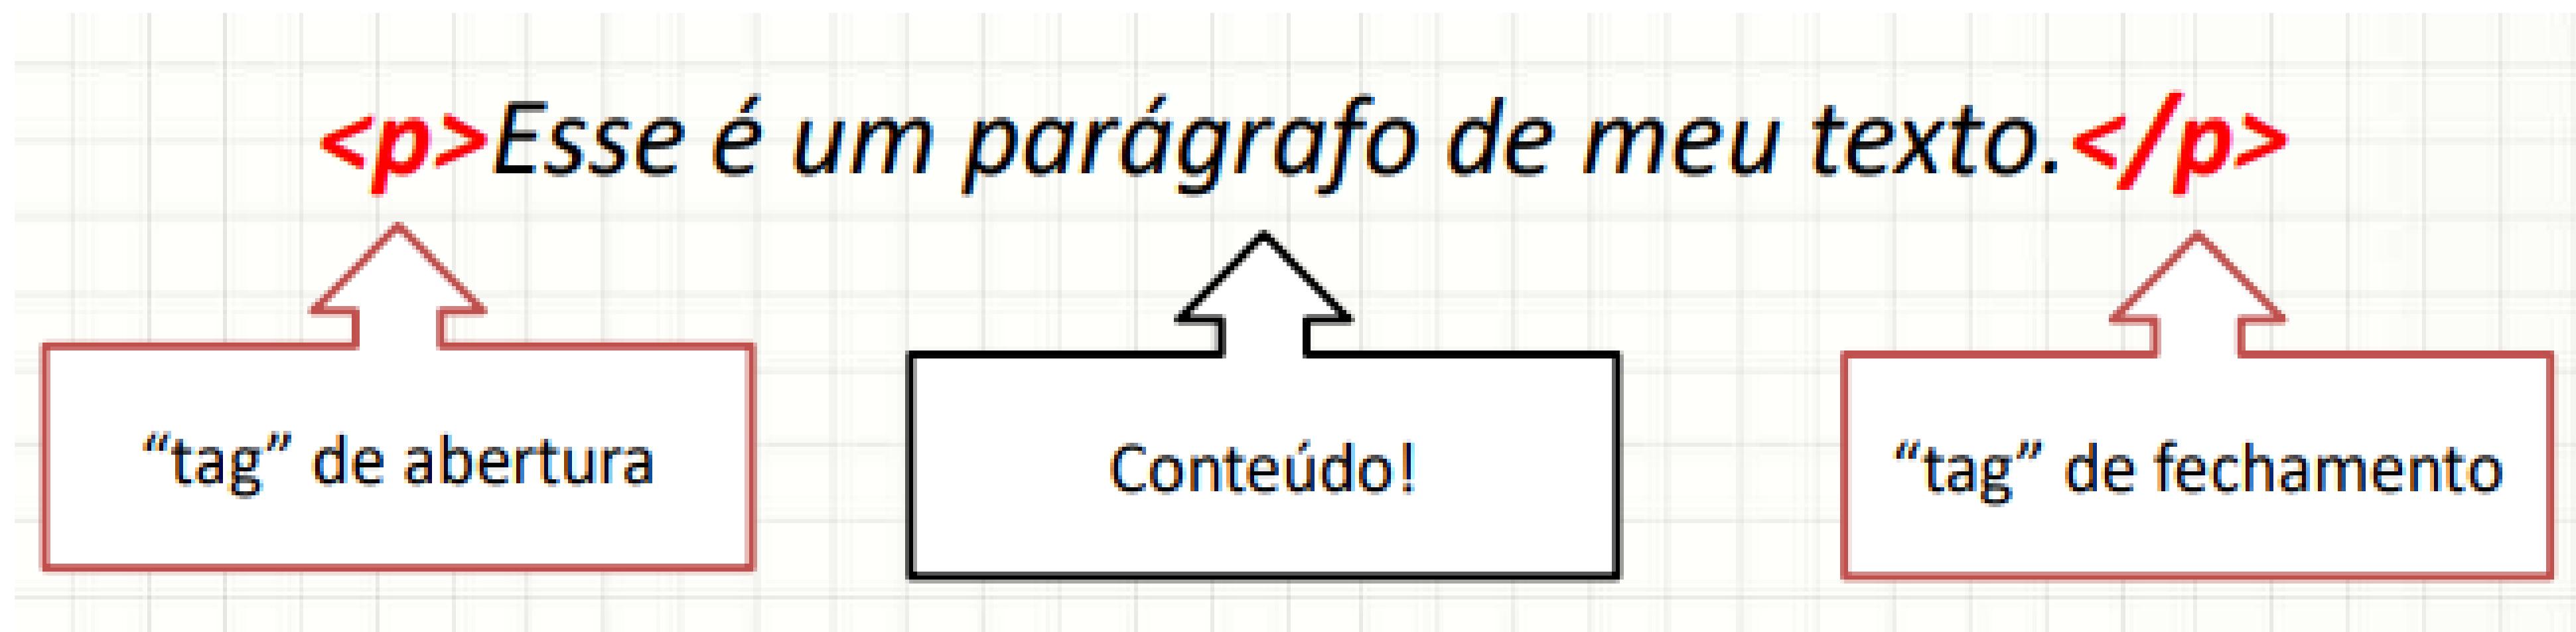 <p>Esse é um parágrafo de meu texto.</p>
“tag” de abertura
Conteúdo!
“tag” de fechamento